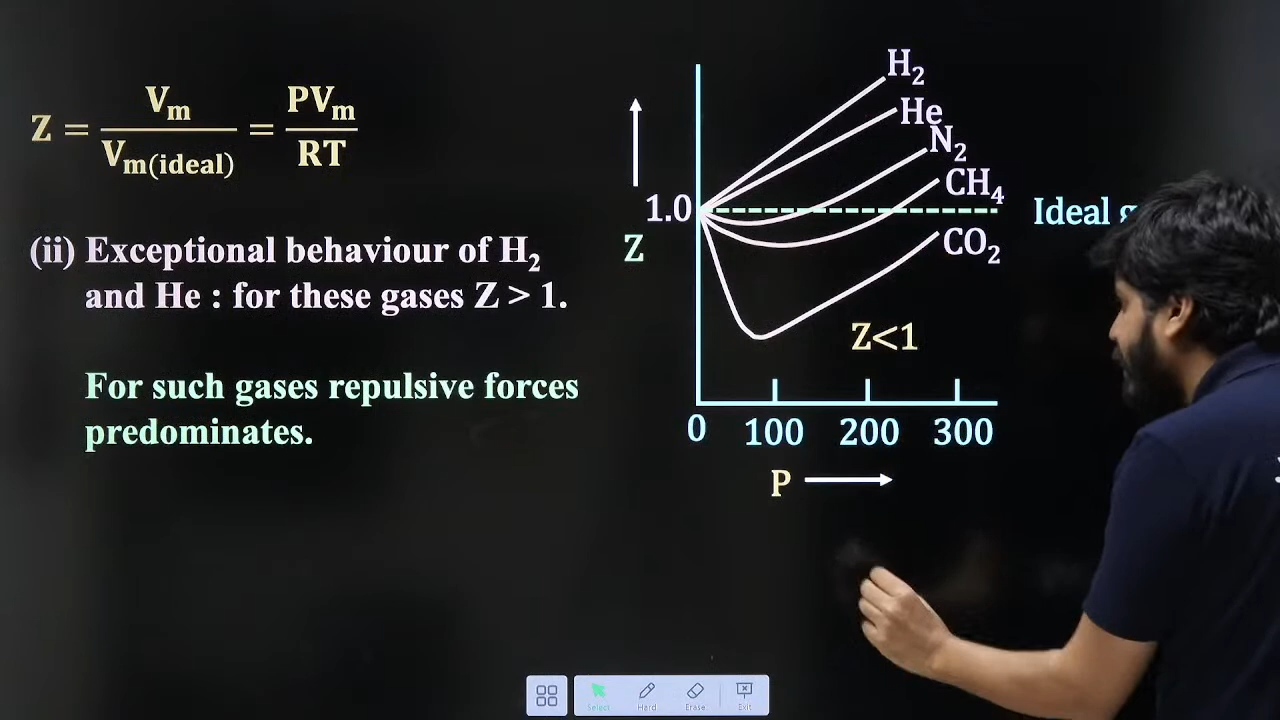 Z = V_m / V_m(ideal) = PV_m / RT
(ii) Exceptional behaviour of H₂
and He : for these gases Z > 1.
For such gases repulsive forces
predominates.
H₂
He
N₂
CH₄
1.0
Ideal
Z
CO₂
Z<1
0 100 200 300
P
Select Hard Erase Exit